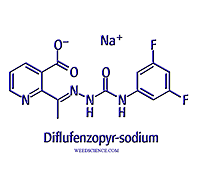 O⁻ Na⁺
O O F
N N N H N H F
Diflufenzopyr-sodium
WEEDSCIENCE.COM